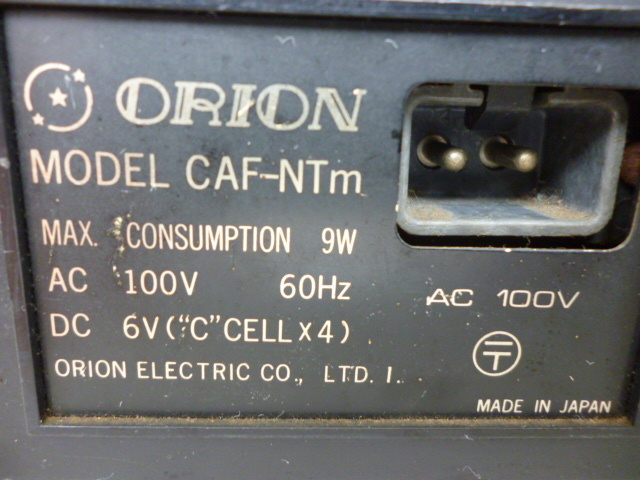 ORION
MODEL CAF-NTm
MAX. CONSUMPTION 9W
AC 100V 60Hz
DC 6V ("C" CELL X 4)
ORION ELECTRIC CO., LTD. I.
AC 100V
〒
MADE IN JAPAN